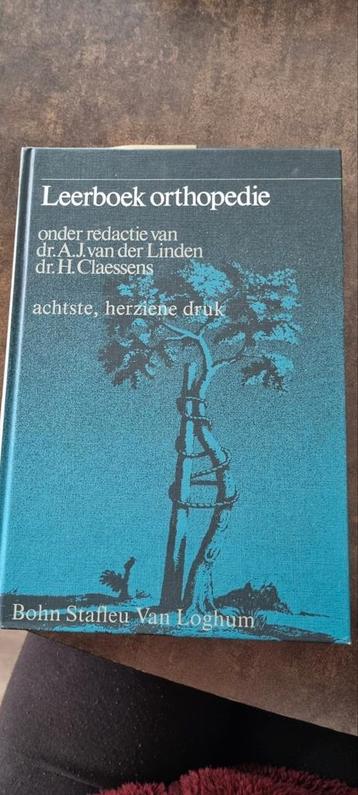 Leerboek orthopedie
onder redactie van
dr. A. J. van der Linden
dr. H. Claessens
achtste, herziene druk
Bohn Stafleu Van Loghum